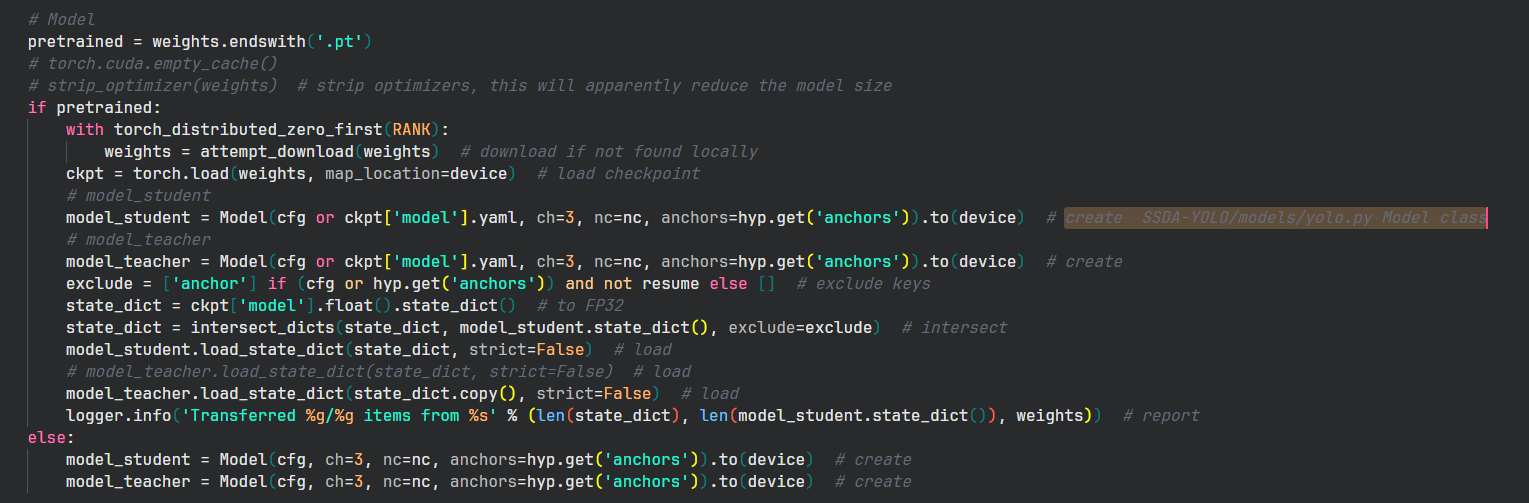 # Model
pretrained = weights.endswith('.pt')
# torch.cuda.empty_cache()
# strip_optimizer(weights)  # strip optimizers, this will apparently reduce the model size
if pretrained:
    with torch_distributed_zero_first(RANK):
        weights = attempt_download(weights)  # download if not found locally
    ckpt = torch.load(weights, map_location=device)  # load checkpoint
    # model_student
    model_student = Model(cfg or ckpt['model'].yaml, ch=3, nc=nc, anchors=hyp.get('anchors')).to(device)  # create  SSDA-YOLO/models/yolo.py Model class
    # model_teacher
    model_teacher = Model(cfg or ckpt['model'].yaml, ch=3, nc=nc, anchors=hyp.get('anchors')).to(device)  # create
    exclude = ['anchor'] if (cfg or hyp.get('anchors')) and not resume else []  # exclude keys
    state_dict = ckpt['model'].float().state_dict()  # to FP32
    state_dict = intersect_dicts(state_dict, model_student.state_dict(), exclude=exclude)  # intersect
    model_student.load_state_dict(state_dict, strict=False)  # load
    # model_teacher.load_state_dict(state_dict, strict=False)  # load
    model_teacher.load_state_dict(state_dict.copy(), strict=False)  # load
    logger.info('Transferred %g/%g items from %s' % (len(state_dict), len(model_student.state_dict()), weights))  # report
else:
    model_student = Model(cfg, ch=3, nc=nc, anchors=hyp.get('anchors')).to(device)  # create
    model_teacher = Model(cfg, ch=3, nc=nc, anchors=hyp.get('anchors')).to(device)  # create